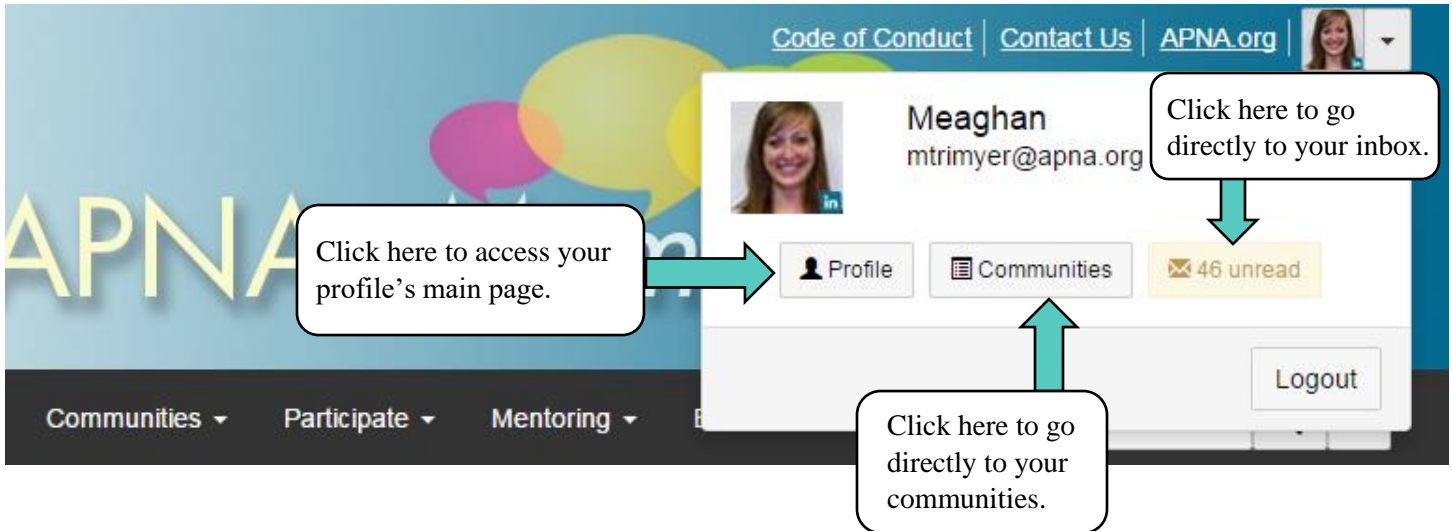 Code of Conduct | Contact Us | APNA.org
Meaghan
mtrimyer@apna.org
in
Click here to go
directly to your inbox.
APNA
Click here to access your
profile's main page.
Profile
Communities
46 unread
Logout
Communities
Participate
Mentoring
Click here to go
directly to your
communities.